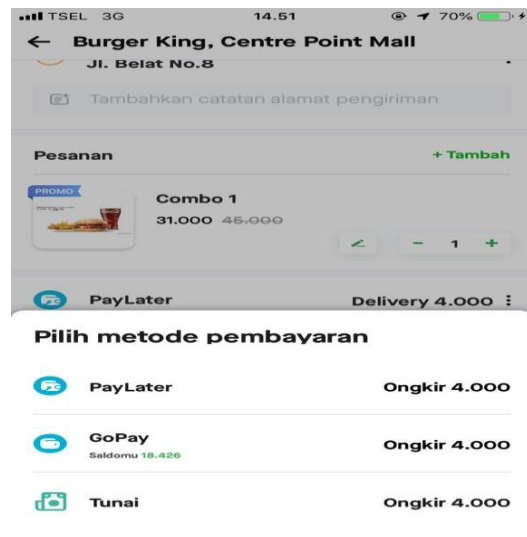 TSEL 3G 14.51 70%
Burger King, Centre Point Mall
Jl. Belat No.8
Tambahkan catatan alamat pengiriman
Pesanan + Tambah
PROMO
Combo 1
31.000 45.000
- 1 +
PayLater Delivery 4.000
Pilih metode pembayaran
PayLater Ongkir 4.000
GoPay Ongkir 4.000
Saldomu 18.426
Tunai Ongkir 4.000